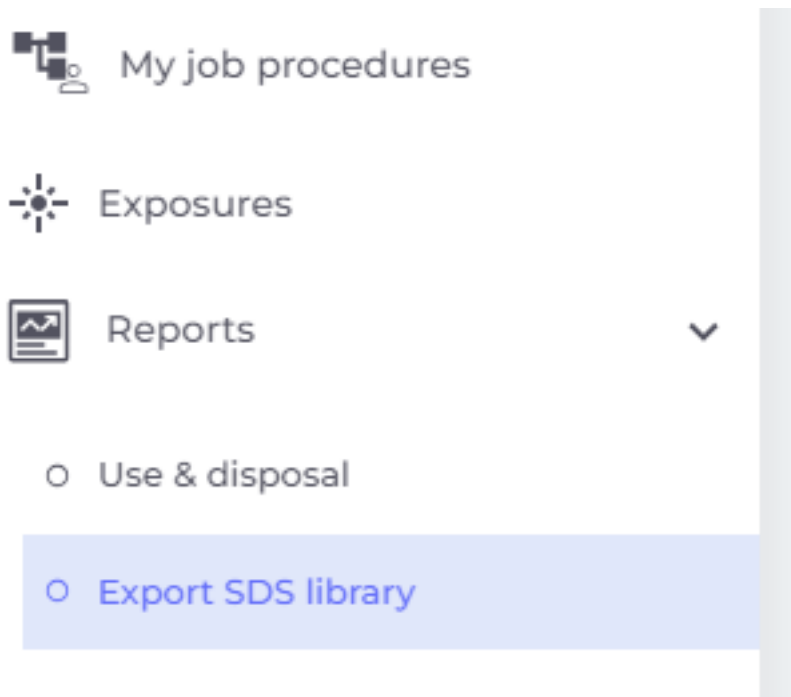 My job procedures
Exposures
Reports
Use & disposal
Export SDS library